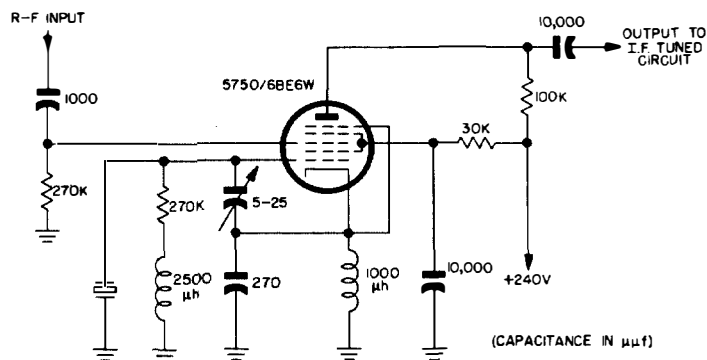 R-F INPUT
10,000
OUTPUT TO
I.F. TUNED
CIRCUIT
5750/6BE6W
1000
100K
30K
270K
270K
5-25
2500
μh
270
1000
μh
10,000
+240V
(CAPACITANCE IN μμf)